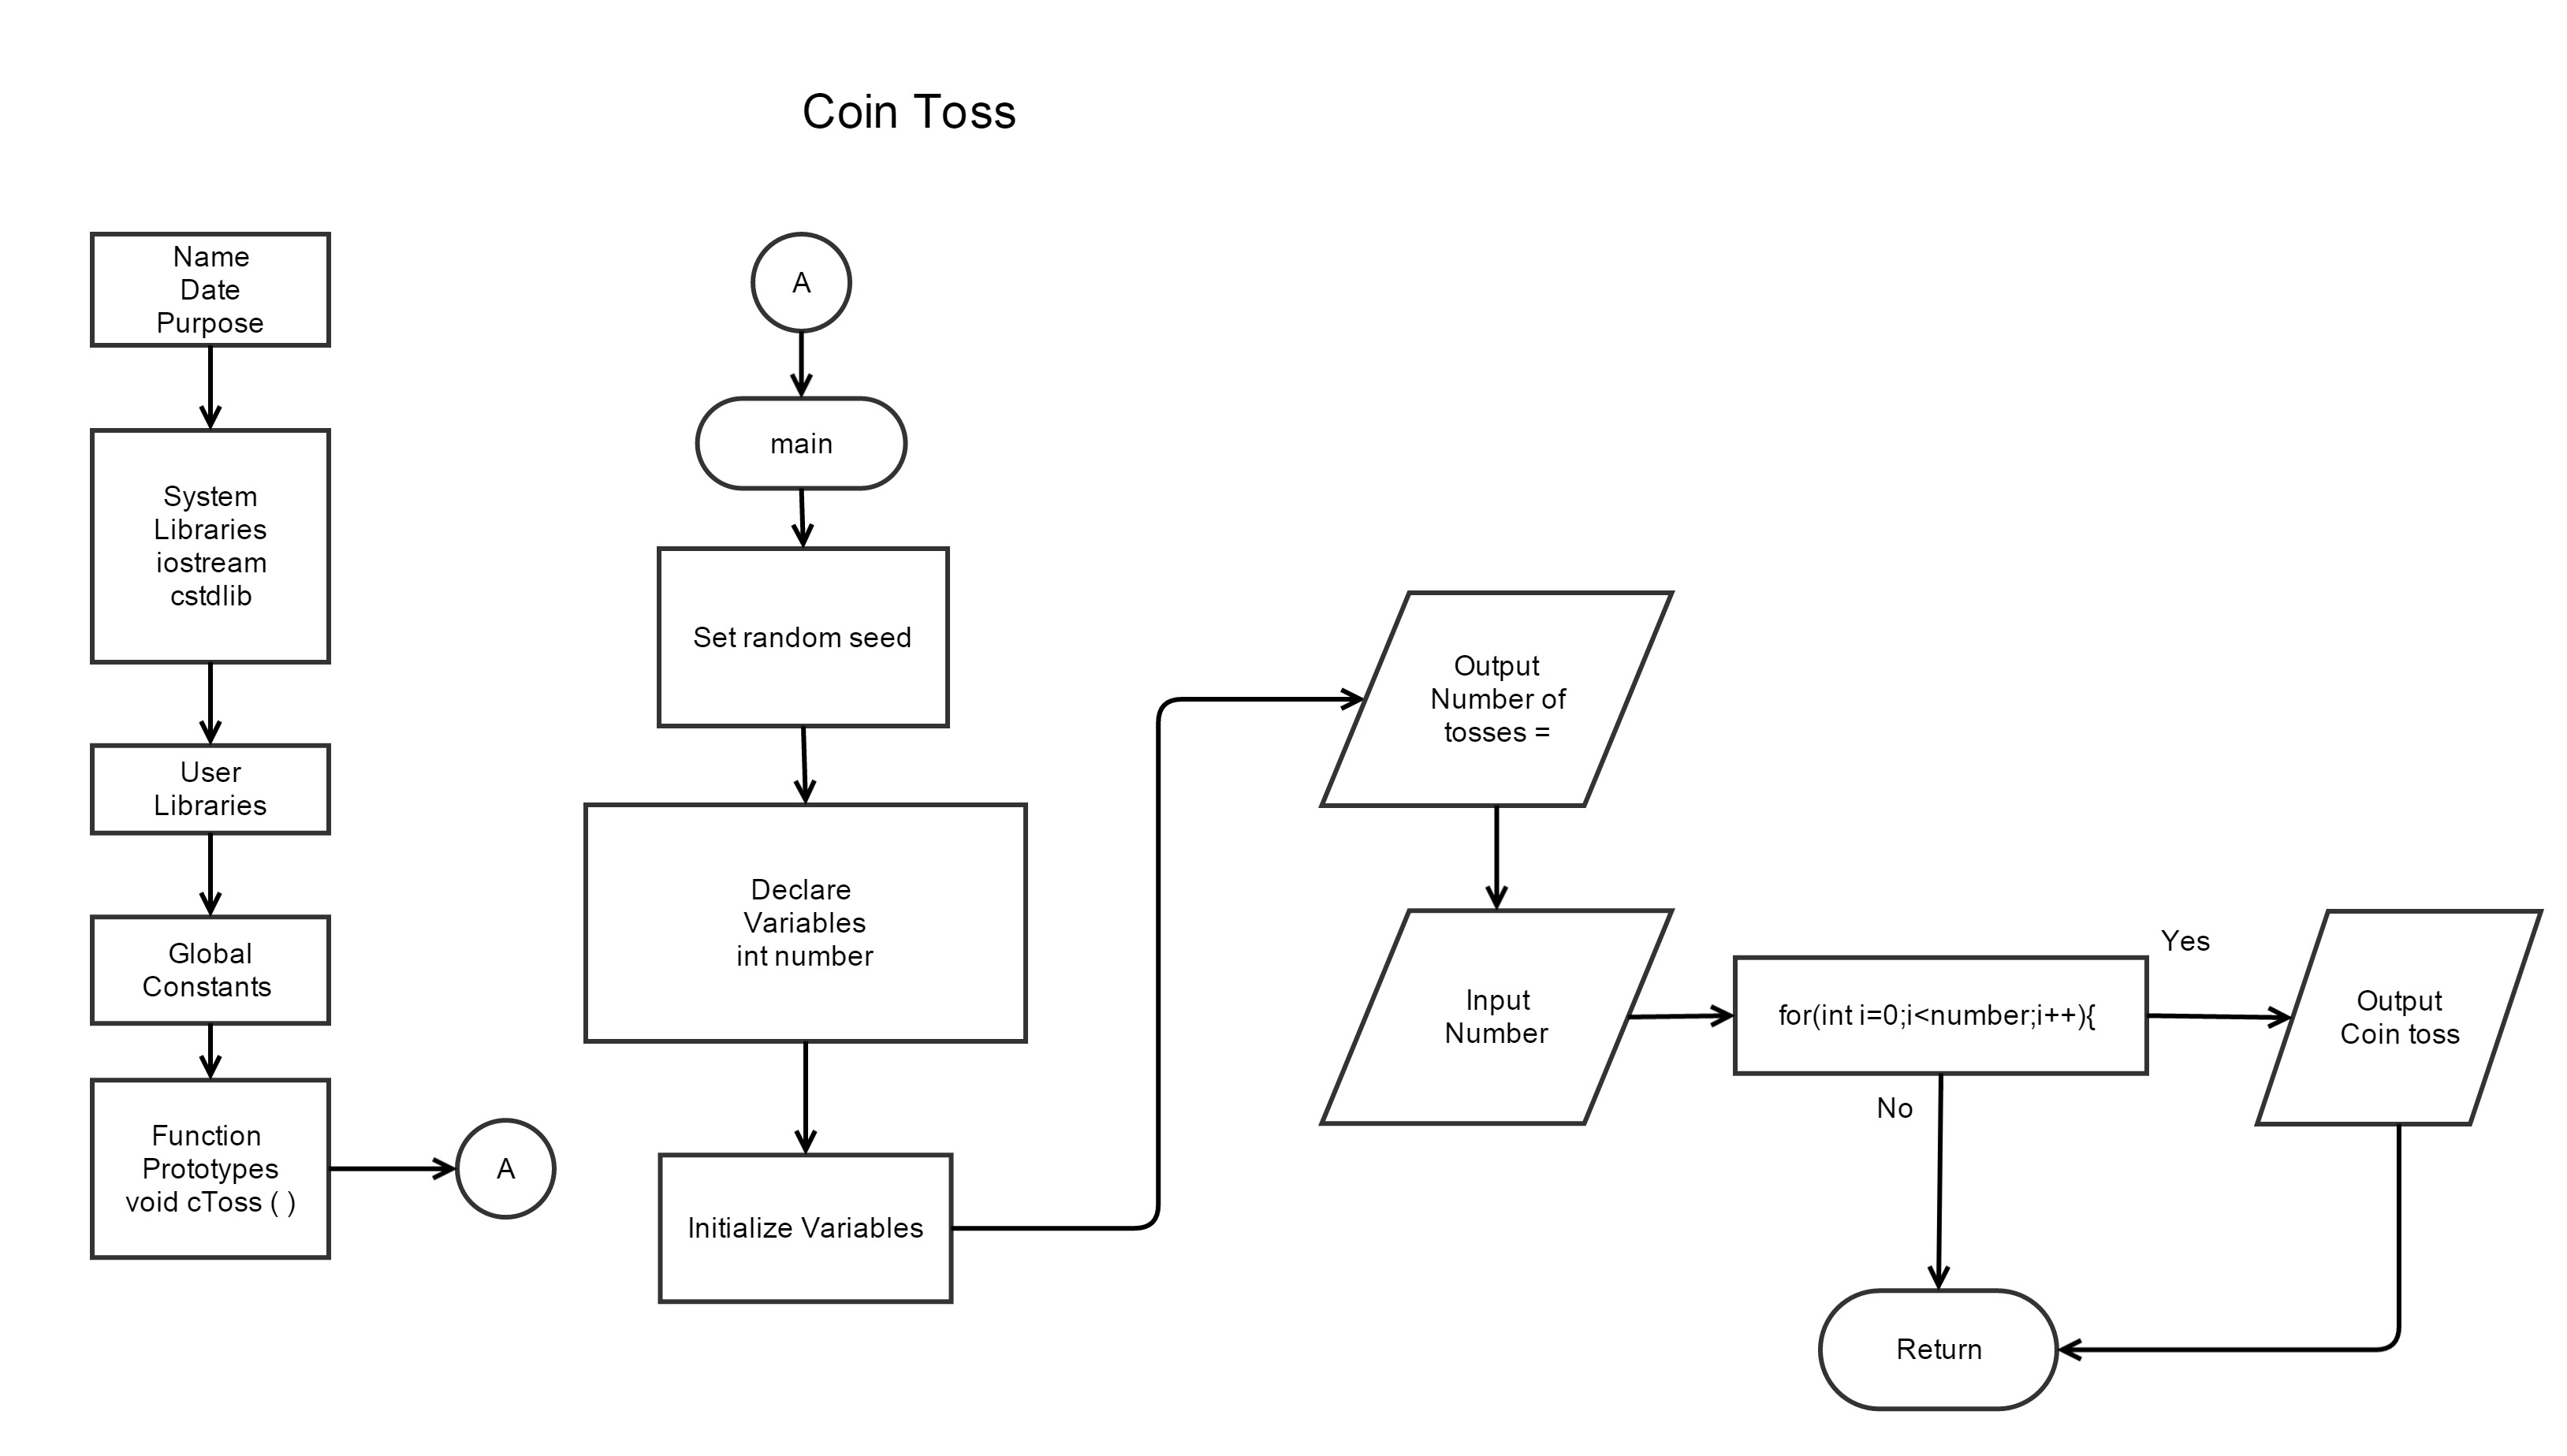 Coin Toss
Name
Date
Purpose
System
Libraries
iostream
cstdlib
User
Libraries
Global
Constants
Function
Prototypes
void cToss ( )
A
A
main
Set random seed
Declare
Variables
int number
Initialize Variables
Output
Number of
tosses =
Input
Number
for(int i=0;i<number;i++){
Yes
No
Output
Coin toss
Return